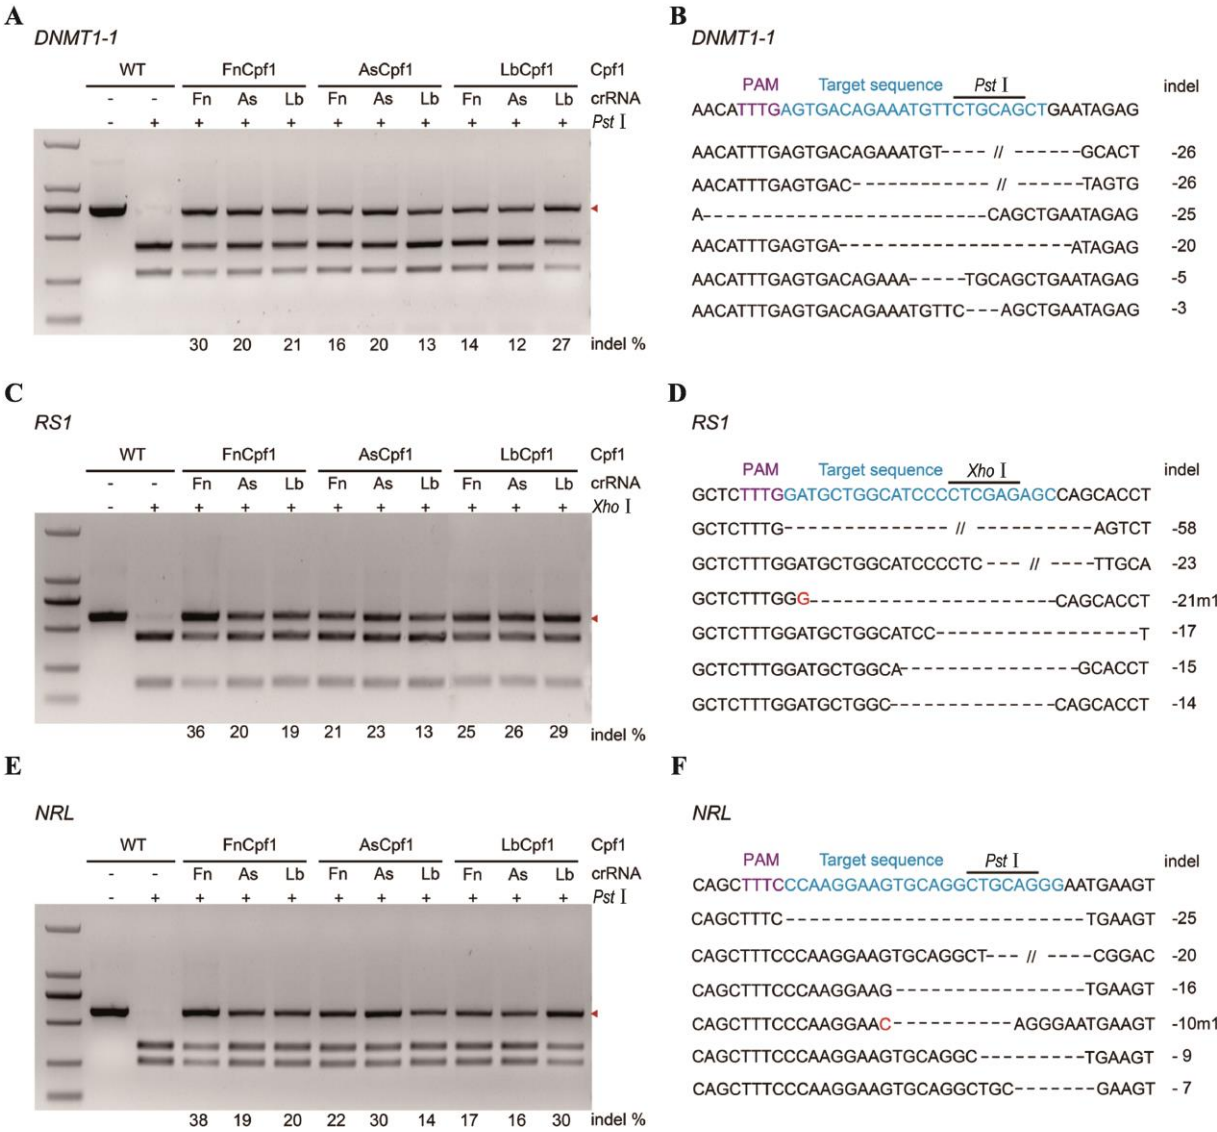 A
DNMT1-1
WT FnCpf1 AsCpf1 LbCpf1 Cpf1
- - Fn As Lb Fn As Lb Fn As Lb crRNA
- + + + + + + + + + + Pst I
30 20 21 16 20 13 14 12 27 indel %
B
DNMT1-1
PAM Target sequence Pst I indel
AACATTTGAGTGACAGAAATGTTCTGCAGCTGAATAGAG
AACATTTGAGTGACAGAAATGT---- // ------GCACT -26
AACATTTGAGTGAC------------ // ------TAGTG -26
A------------------------CAGCTGAATAGAG -25
AACATTTGAGTGA--------------------ATAGAG -20
AACATTTGAGTGACAGAAA-----TGCAGCTGAATAGAG -5
AACATTTGAGTGACAGAAATGTTC---AGCTGAATAGAG -3
C
RS1
WT FnCpf1 AsCpf1 LbCpf1 Cpf1
- - Fn As Lb Fn As Lb Fn As Lb crRNA
- + + + + + + + + + + Xho I
36 20 19 21 23 13 25 26 29 indel %
D
RS1
PAM Target sequence Xho I indel
GCTCTTTGGATGCTGGCATCCCCTCGAGAGCCAGCACCT
GCTCTTTG-------------- // ----------AGTCT -58
GCTCTTTGGATGCTGGCATCCCCTC --- // ----TTGCA -23
GCTCTTTGGG---------------------CAGCACCT -21m1
GCTCTTTGGATGCTGGCATCC-----------------T -17
GCTCTTTGGATGCTGGCA---------------GCACCT -15
GCTCTTTGGATGCTGGC--------------CAGCACCT -14
E
NRL
WT FnCpf1 AsCpf1 LbCpf1 Cpf1
- - Fn As Lb Fn As Lb Fn As Lb crRNA
- + + + + + + + + + + Pst I
38 19 20 22 30 14 17 16 30 indel %
F
NRL
PAM Target sequence Pst I indel
CAGCTTTCCCAAGGAAGTGCAGGCTGCAGGGAATGAAGT
CAGCTTTC-------------------------TGAAGT -25
CAGCTTTCCCAAGGAAGTGCAGGCT--- // ----CGGAC -20
CAGCTTTCCCAAGGAAG----------------TGAAGT -16
CAGCTTTCCCAAGGAAC----------AGGGAATGAAGT -10m1
CAGCTTTCCCAAGGAAGTGCAGGC---------TGAAGT - 9
CAGCTTTCCCAAGGAAGTGCAGGCTGC-------GAAGT - 7